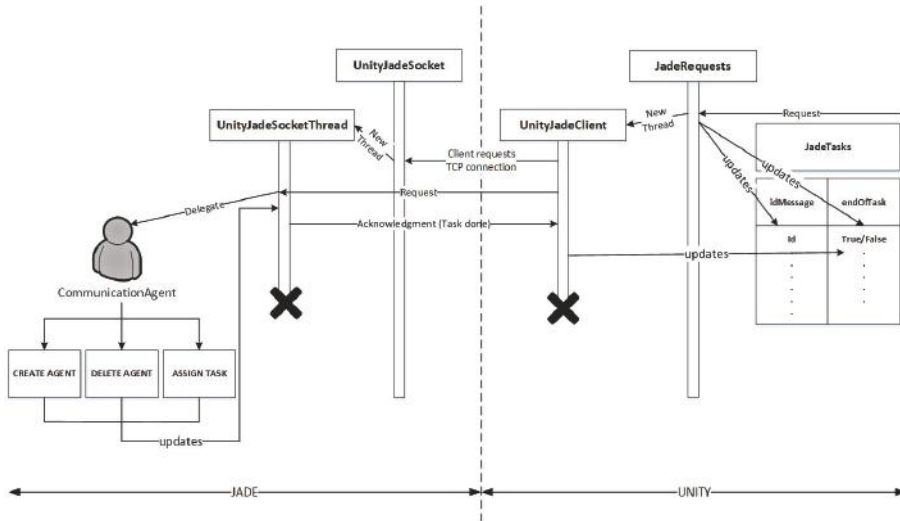 UnityJadeSocket
JadeRequests
UnityJadeSocketThread
UnityJadeClient
New
Thread
New
Thread
Request
JadeTasks
Client requests
TCP connection
updates
updates
Request
idMessage
endOfTask
Delegate
Acknowledgment (Task done)
Id
True/False
updates
CommunicationAgent
CREATE AGENT
DELETE AGENT
ASSIGN TASK
updates
JADE
UNITY